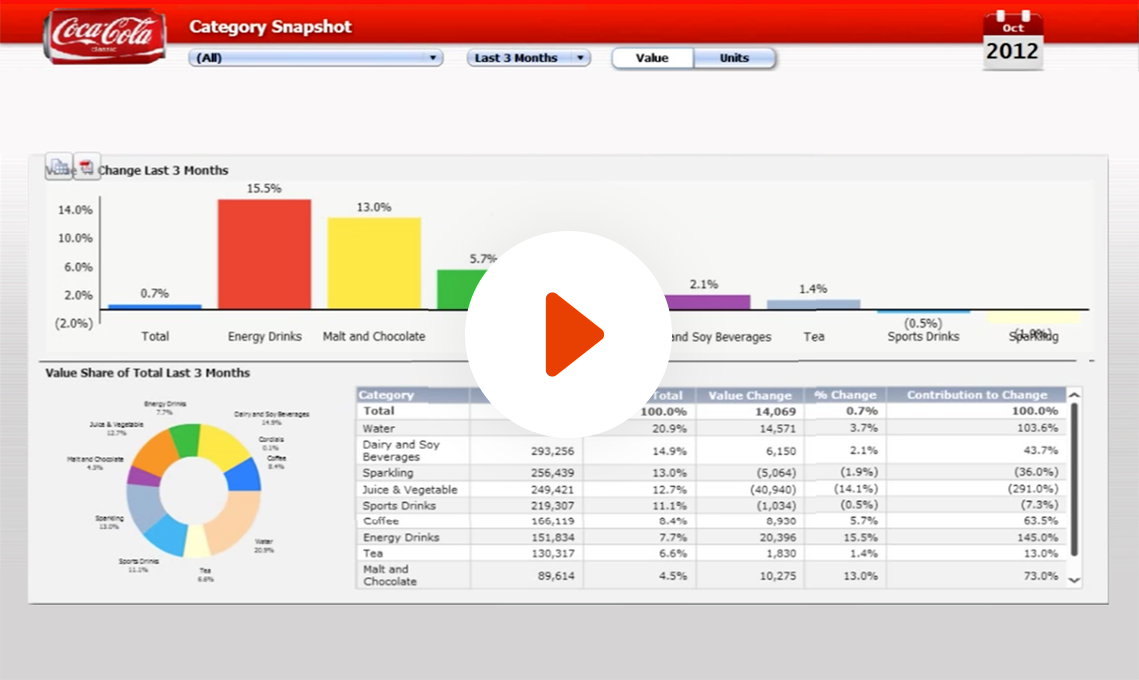 Coca-Cola
classic
Category Snapshot
Oct
2012
(All)
Last 3 Months
Value
Units
Change Last 3 Months
14.0%
10.0%
6.0%
2.0%
(2.0%)
0.7%
15.5%
13.0%
5.7%
2.1%
1.4%
(0.5%)
(1.9%)
Total
Energy Drinks
Malt and Chocolate
and Soy Beverages
Tea
Sports Drinks
Sparkling
Value Share of Total Last 3 Months
Energy Drinks
7.7%
Dairy and Soy Beverages
14.9%
Juice & Vegetable
12.7%
Cordials
0.1%
Coffee
8.4%
Malt and Chocolate
4.5%
Sparkling
13.0%
Water
20.9%
Sports Drinks
11.1%
Tea
6.6%
Category Total Value Change % Change Contribution to Change
Total 100.0% 14,069 0.7% 100.0%
Water 20.9% 14,571 3.7% 103.6%
Dairy and Soy
Beverages 293,256 14.9% 6,150 2.1% 43.7%
Sparkling 256,439 13.0% (5,064) (1.9%) (36.0%)
Juice & Vegetable 249,421 12.7% (40,940) (14.1%) (291.0%)
Sports Drinks 219,307 11.1% (1,034) (0.5%) (7.3%)
Coffee 166,119 8.4% 8,930 5.7% 63.5%
Energy Drinks 151,834 7.7% 20,396 15.5% 145.0%
Tea 130,317 6.6% 1,830 1.4% 13.0%
Malt and
Chocolate 89,614 4.5% 10,275 13.0% 73.0%